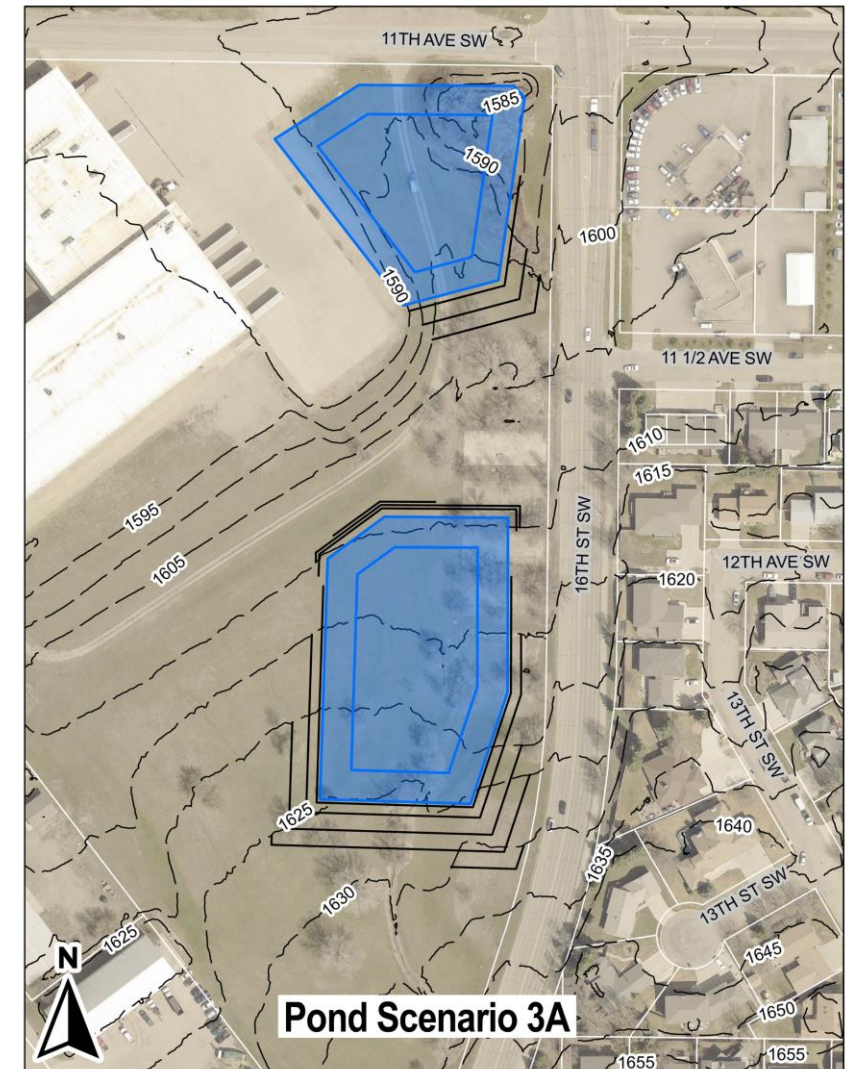 11TH AVE SW
1585
1590
1600
1590
11 1/2 AVE SW
1610
1615
1595
16TH ST SW
1605
12TH AVE SW
1620
13TH ST SW
1625
1640
1635
1630
13TH ST SW
1625
1645
N
1650
Pond Scenario 3A
1655
1655